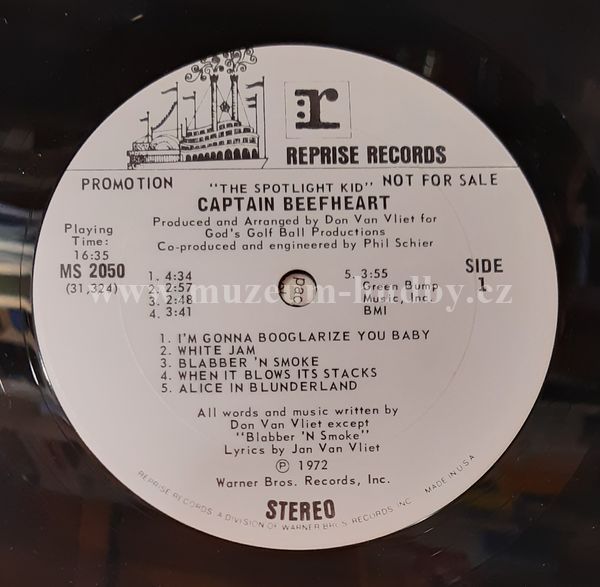 r:
REPRISE RECORDS
PROMOTION
NOT FOR SALE
"THE SPOTLIGHT KID"
CAPTAIN BEEFHEART
Produced and Arranged by Don Van Vliet for
God's Golf Ball Productions
Co-produced and engineered by Phil Schier
Playing
Time:
16:35
MS 2050
(31,324)
SIDE
1
1. 4:34
2. 2:57
3. 2:48
4. 3:41
5. 3:55
Green Bump
Music, Inc.
BMI
www.muzeum-hudby.cz
1. I'M GONNA BOOGLARIZE YOU BABY
2. WHITE JAM
3. BLABBER 'N SMOKE
4. WHEN IT BLOWS ITS STACKS
5. ALICE IN BLUNDERLAND
All words and music written by
Don Van Vliet except
"Blabber 'N Smoke"
Lyrics by Jan Van Vliet
℗ 1972
Warner Bros. Records, Inc.
STEREO
REPRISE RECORDS, A DIVISION OF WARNER BROS. RECORDS INC. MADE IN U.S.A.